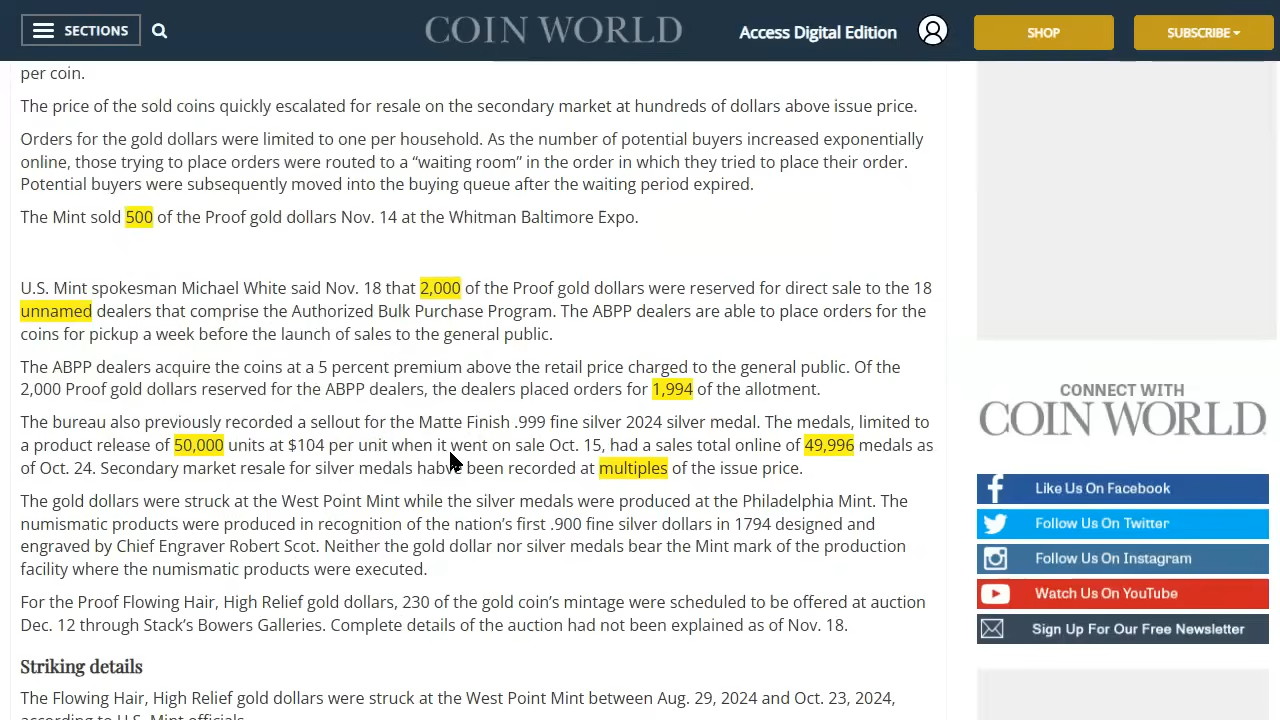 SECTIONS
COIN WORLD
Access Digital Edition
SHOP
SUBSCRIBE
per coin.
The price of the sold coins quickly escalated for resale on the secondary market at hundreds of dollars above issue price.
Orders for the gold dollars were limited to one per household. As the number of potential buyers increased exponentially
online, those trying to place orders were routed to a “waiting room” in the order in which they tried to place their order.
Potential buyers were subsequently moved into the buying queue after the waiting period expired.
The Mint sold 500 of the Proof gold dollars Nov. 14 at the Whitman Baltimore Expo.
U.S. Mint spokesman Michael White said Nov. 18 that 2,000 of the Proof gold dollars were reserved for direct sale to the 18
unnamed dealers that comprise the Authorized Bulk Purchase Program. The ABPP dealers are able to place orders for the
coins for pickup a week before the launch of sales to the general public.
The ABPP dealers acquire the coins at a 5 percent premium above the retail price charged to the general public. Of the
2,000 Proof gold dollars reserved for the ABPP dealers, the dealers placed orders for 1,994 of the allotment.
The bureau also previously recorded a sellout for the Matte Finish .999 fine silver 2024 silver medal. The medals, limited to
a product release of 50,000 units at $104 per unit when it went on sale Oct. 15, had a sales total online of 49,996 medals as
of Oct. 24. Secondary market resale for silver medals habve been recorded at multiples of the issue price.
The gold dollars were struck at the West Point Mint while the silver medals were produced at the Philadelphia Mint. The
numismatic products were produced in recognition of the nation’s first .900 fine silver dollars in 1794 designed and
engraved by Chief Engraver Robert Scot. Neither the gold dollar nor silver medals bear the Mint mark of the production
facility where the numismatic products were executed.
For the Proof Flowing Hair, High Relief gold dollars, 230 of the gold coin’s mintage were scheduled to be offered at auction
Dec. 12 through Stack’s Bowers Galleries. Complete details of the auction had not been explained as of Nov. 18.
Striking details
The Flowing Hair, High Relief gold dollars were struck at the West Point Mint between Aug. 29, 2024 and Oct. 23, 2024,
according to U.S. Mint officials.
CONNECT WITH
COIN WORLD
Like Us On Facebook
Follow Us On Twitter
Follow Us On Instagram
Watch Us On YouTube
Sign Up For Our Free Newsletter